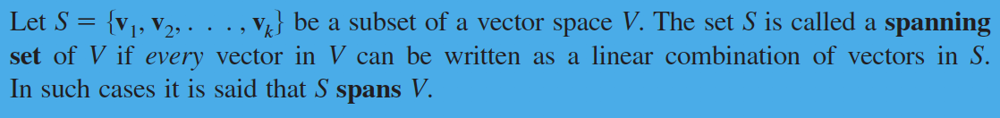 Let S = {v₁, v₂, . . . , vₖ} be a subset of a vector space V. The set S is called a spanning
set of V if every vector in V can be written as a linear combination of vectors in S.
In such cases it is said that S spans V.